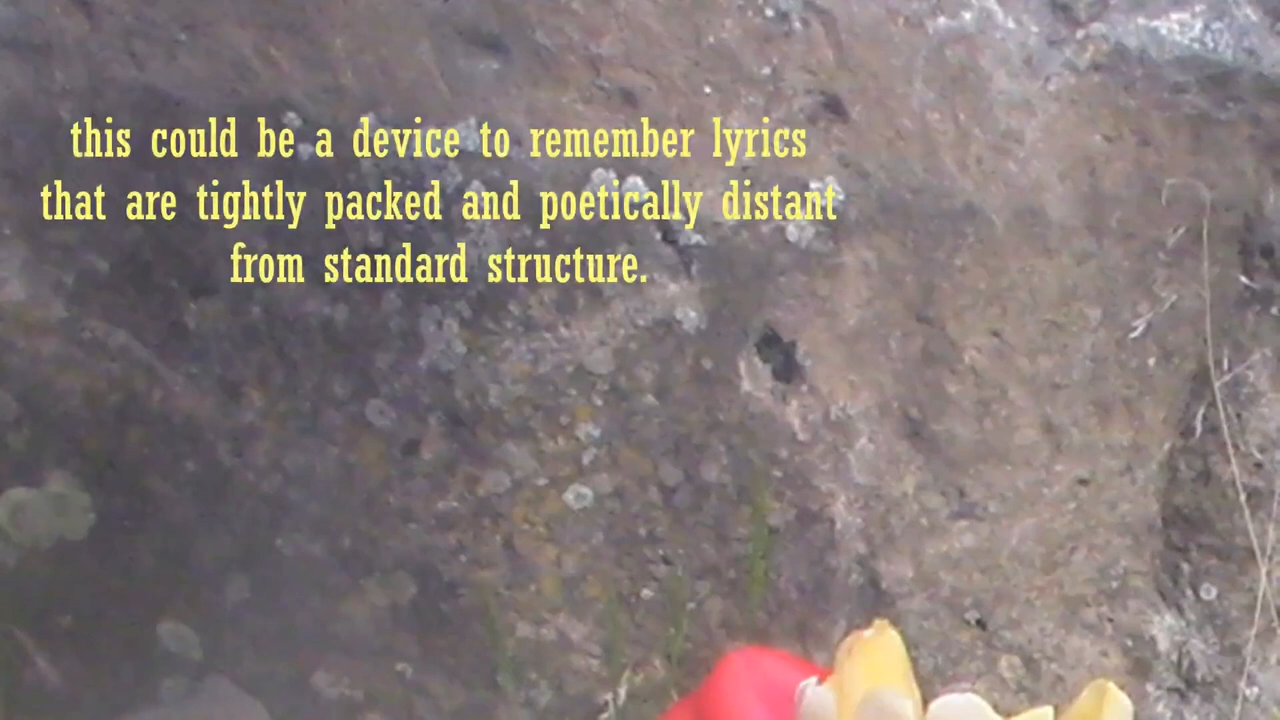 this could be a device to remember lyrics
that are tightly packed and poetically distant
from standard structure.